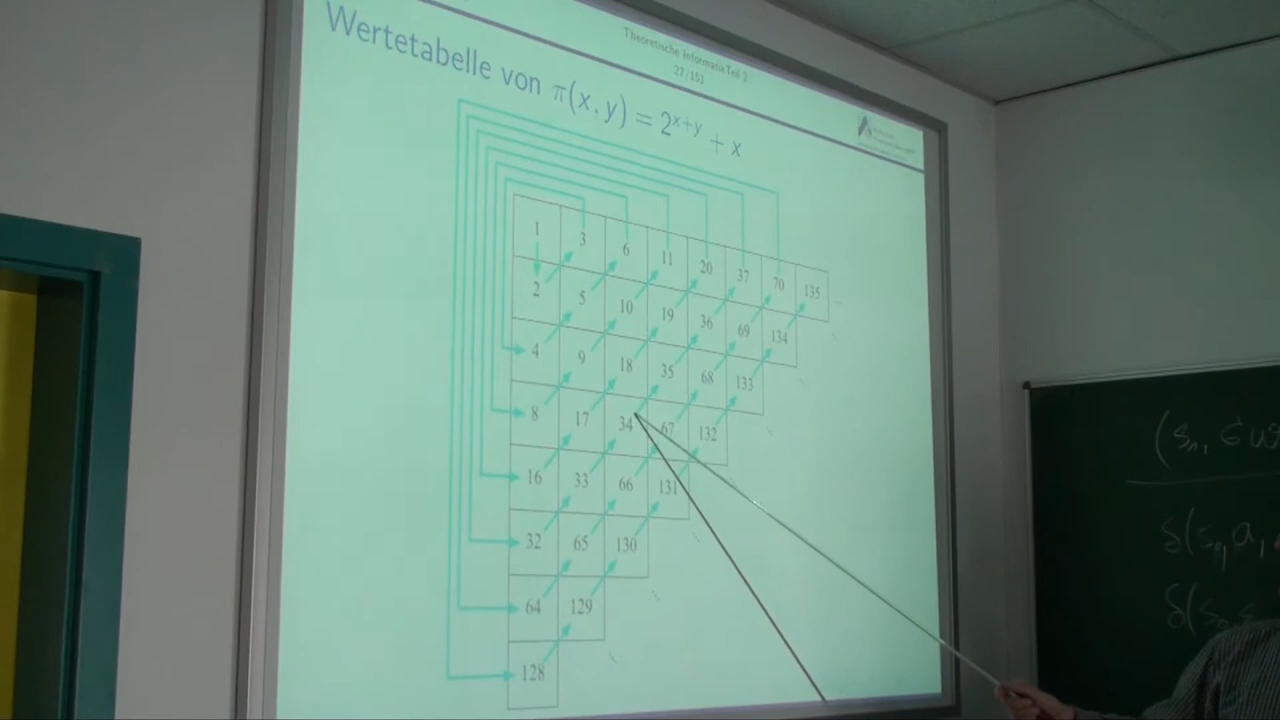 Theoretische Informatik Teil 2
27/151
Wertetabelle von π(x,y) = 2^{x+y} + x
1 3 6 11 20 37 70 135
2 5 10 19 36 69 134
4 9 18 35 68 133
8 17 34 67 132
16 33 66 131
32 65 130
64 129
128
δ(s
δ(s